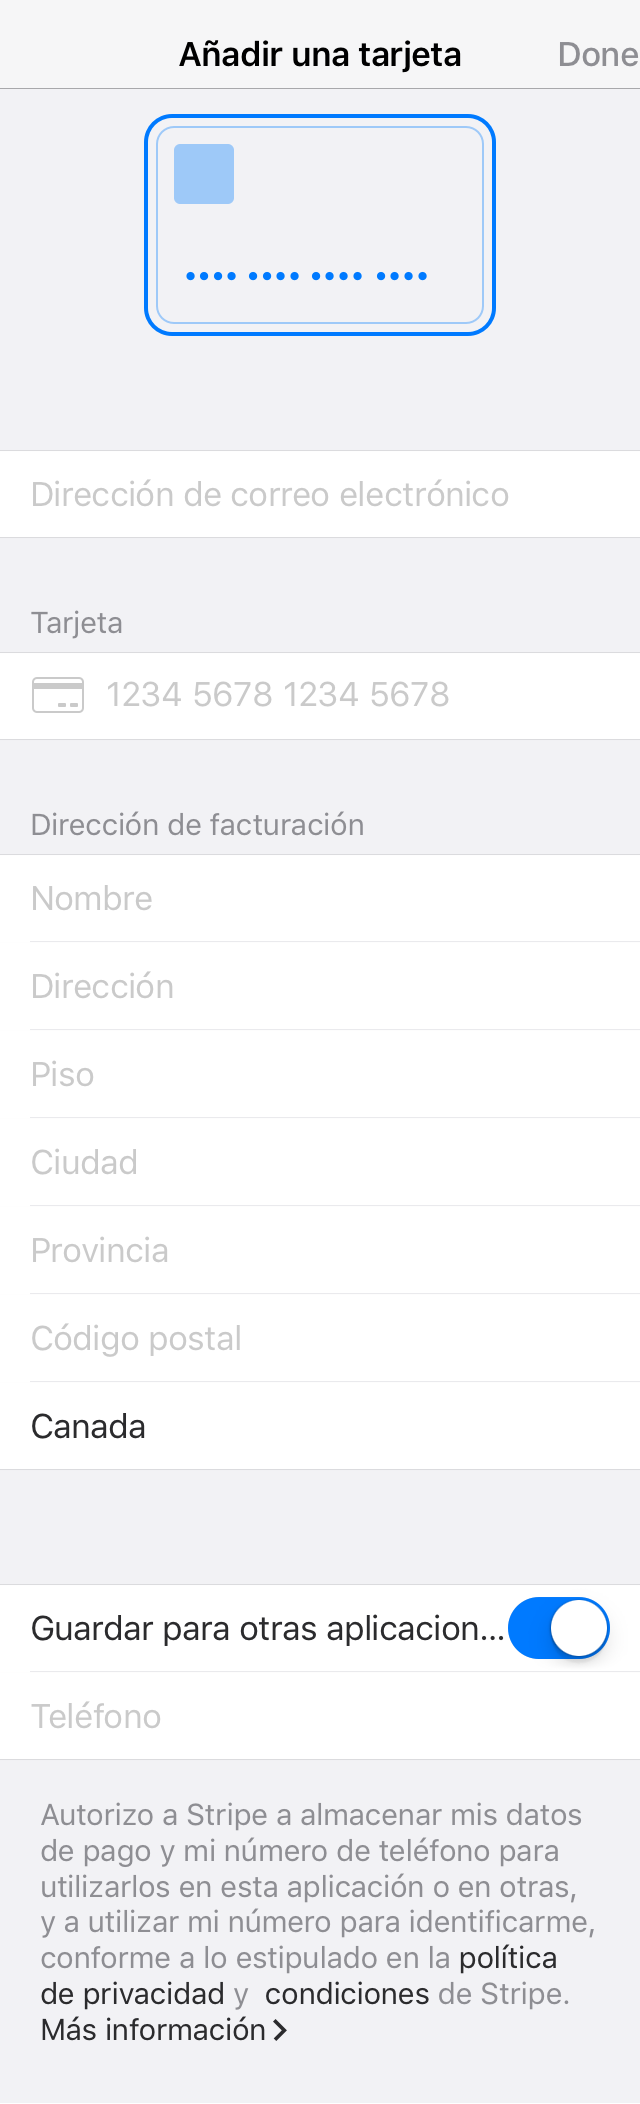 Añadir una tarjeta
Done
•••• •••• •••• ••••
Dirección de correo electrónico
Tarjeta
1234 5678 1234 5678
Dirección de facturación
Nombre
Dirección
Piso
Ciudad
Provincia
Código postal
Canada
Guardar para otras aplicacion...
Teléfono
Autorizo a Stripe a almacenar mis datos
de pago y mi número de teléfono para
utilizarlos en esta aplicación o en otras,
y a utilizar mi número para identificarme,
conforme a lo estipulado en la política
de privacidad y condiciones de Stripe.
Más información